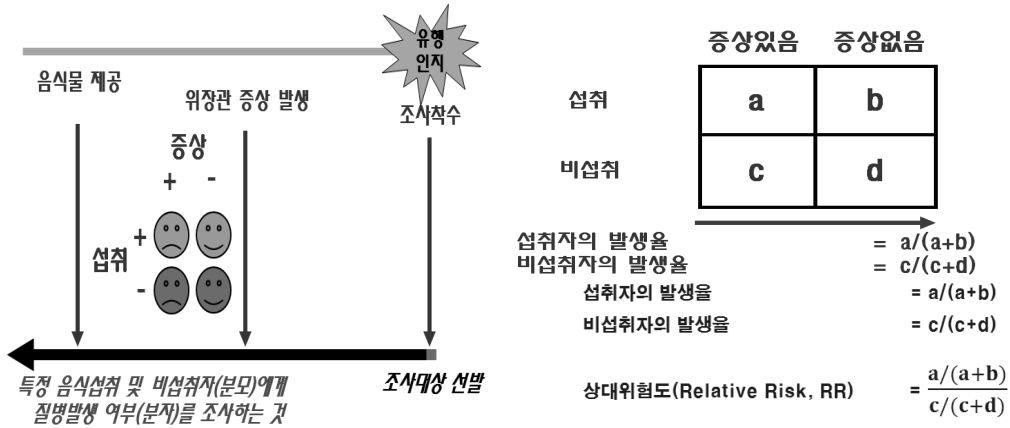 유행
인지
음식물 제공
위장관 증상 발생
조사착수
증상
+ -
+
섭취
-
특정 음식섭취 및 비섭취자(분모)에게
질병발생 여부(분자)를 조사하는 것
조사대상 선발
증상있음 증상없음
섭취 a b
비섭취 c d
섭취자의 발생율 = a/(a+b)
비섭취자의 발생율 = c/(c+d)
섭취자의 발생율 = a/(a+b)
비섭취자의 발생율 = c/(c+d)
상대위험도(Relative Risk, RR) = a/(a+b)
c/(c+d)